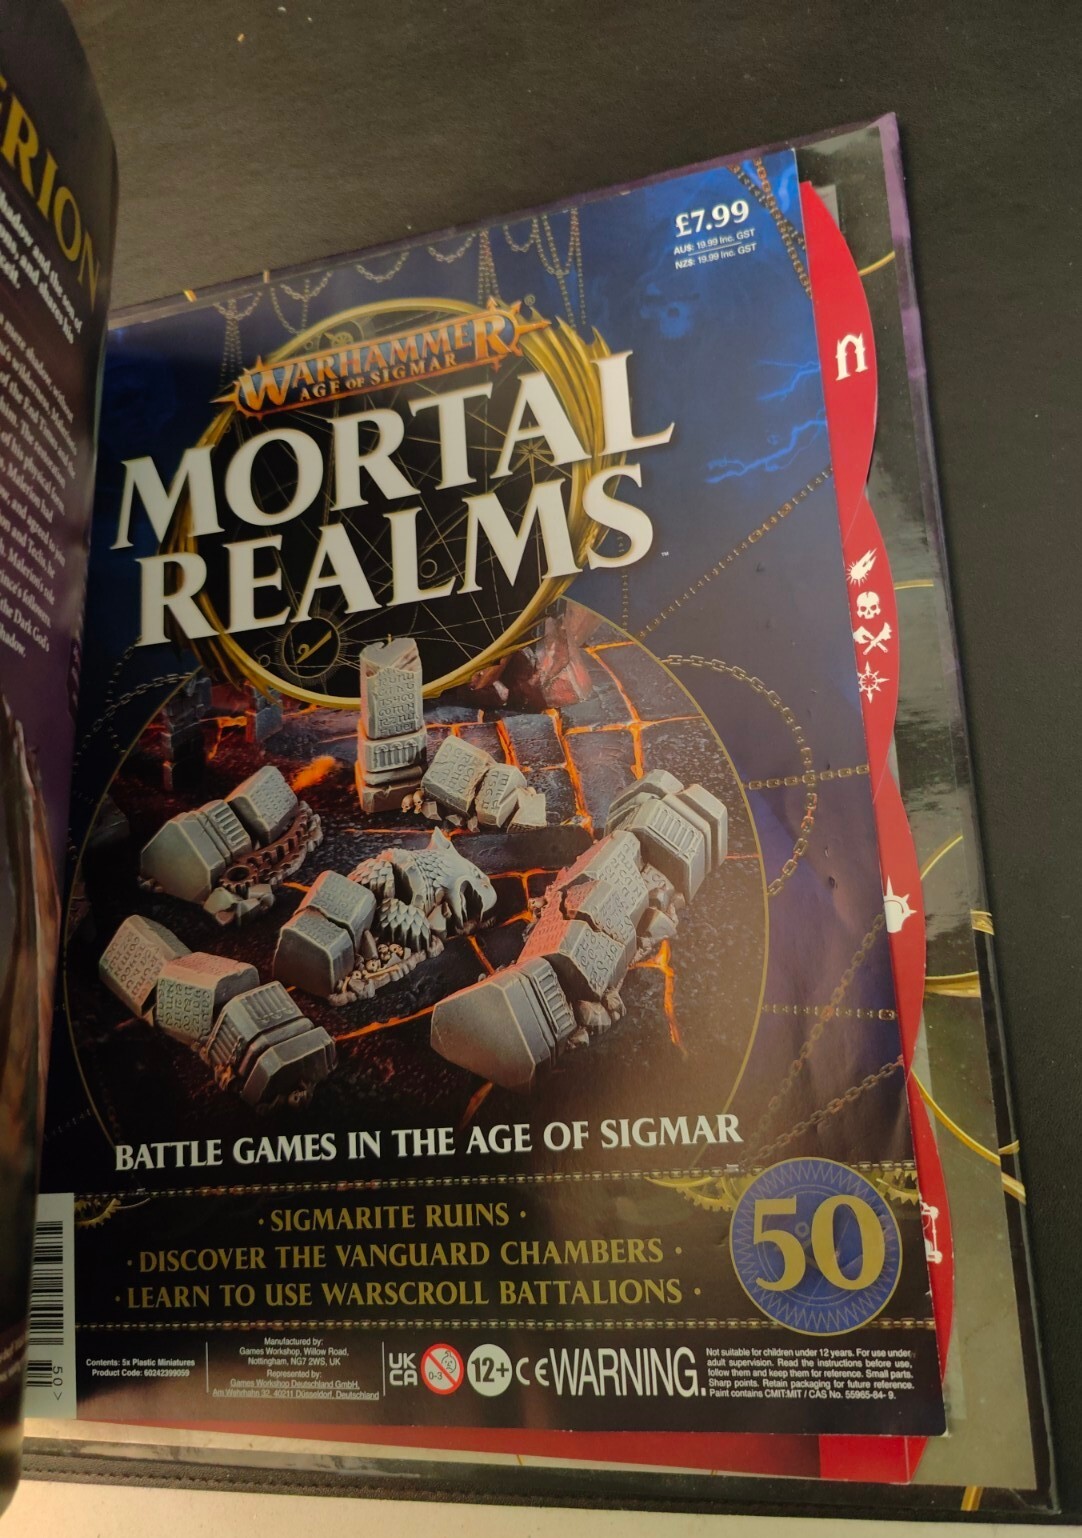 ERION
£7.99
AU$: 19.99 Inc. GST
NZ$: 19.99 Inc. GST
WARHAMMER
AGE OF SIGMAR
MORTAL
REALMS
BATTLE GAMES IN THE AGE OF SIGMAR
· SIGMARITE RUINS ·
· DISCOVER THE VANGUARD CHAMBERS ·
· LEARN TO USE WARSCROLL BATTALIONS ·
50
50>
Contents: 5x Plastic Miniatures
Product Code: 60242399059
Manufactured by:
Games Workshop, Willow Road,
Nottingham, NG7 2WS, UK
Represented by:
Games Workshop Deutschland GmbH,
Am Wehrhahn 32, 40211 Düsseldorf, Deutschland
UK
CA
0-3
12+
CE
WARNING.
Not suitable for children under 12 years. For use under
adult supervision. Read the instructions before use,
follow them and keep them for reference. Small parts.
Sharp points. Retain packaging for future reference.
Paint contains CMIT:MIT / CAS No. 55965-84- 9.